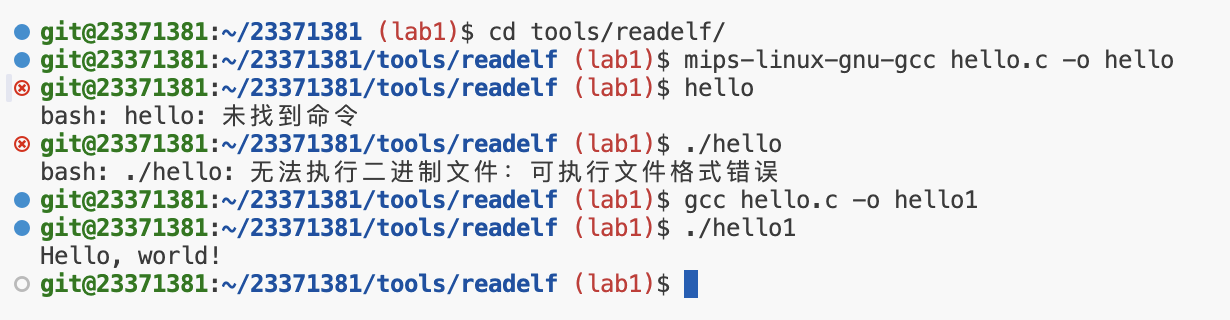 git@23371381:~/23371381 (lab1)$ cd tools/readelf/
git@23371381:~/23371381/tools/readelf (lab1)$ mips-linux-gnu-gcc hello.c -o hello
git@23371381:~/23371381/tools/readelf (lab1)$ hello
bash: hello: 未找到命令
git@23371381:~/23371381/tools/readelf (lab1)$ ./hello
bash: ./hello: 无法执行二进制文件：可执行文件格式错误
git@23371381:~/23371381/tools/readelf (lab1)$ gcc hello.c -o hello1
git@23371381:~/23371381/tools/readelf (lab1)$ ./hello1
Hello, world!
git@23371381:~/23371381/tools/readelf (lab1)$